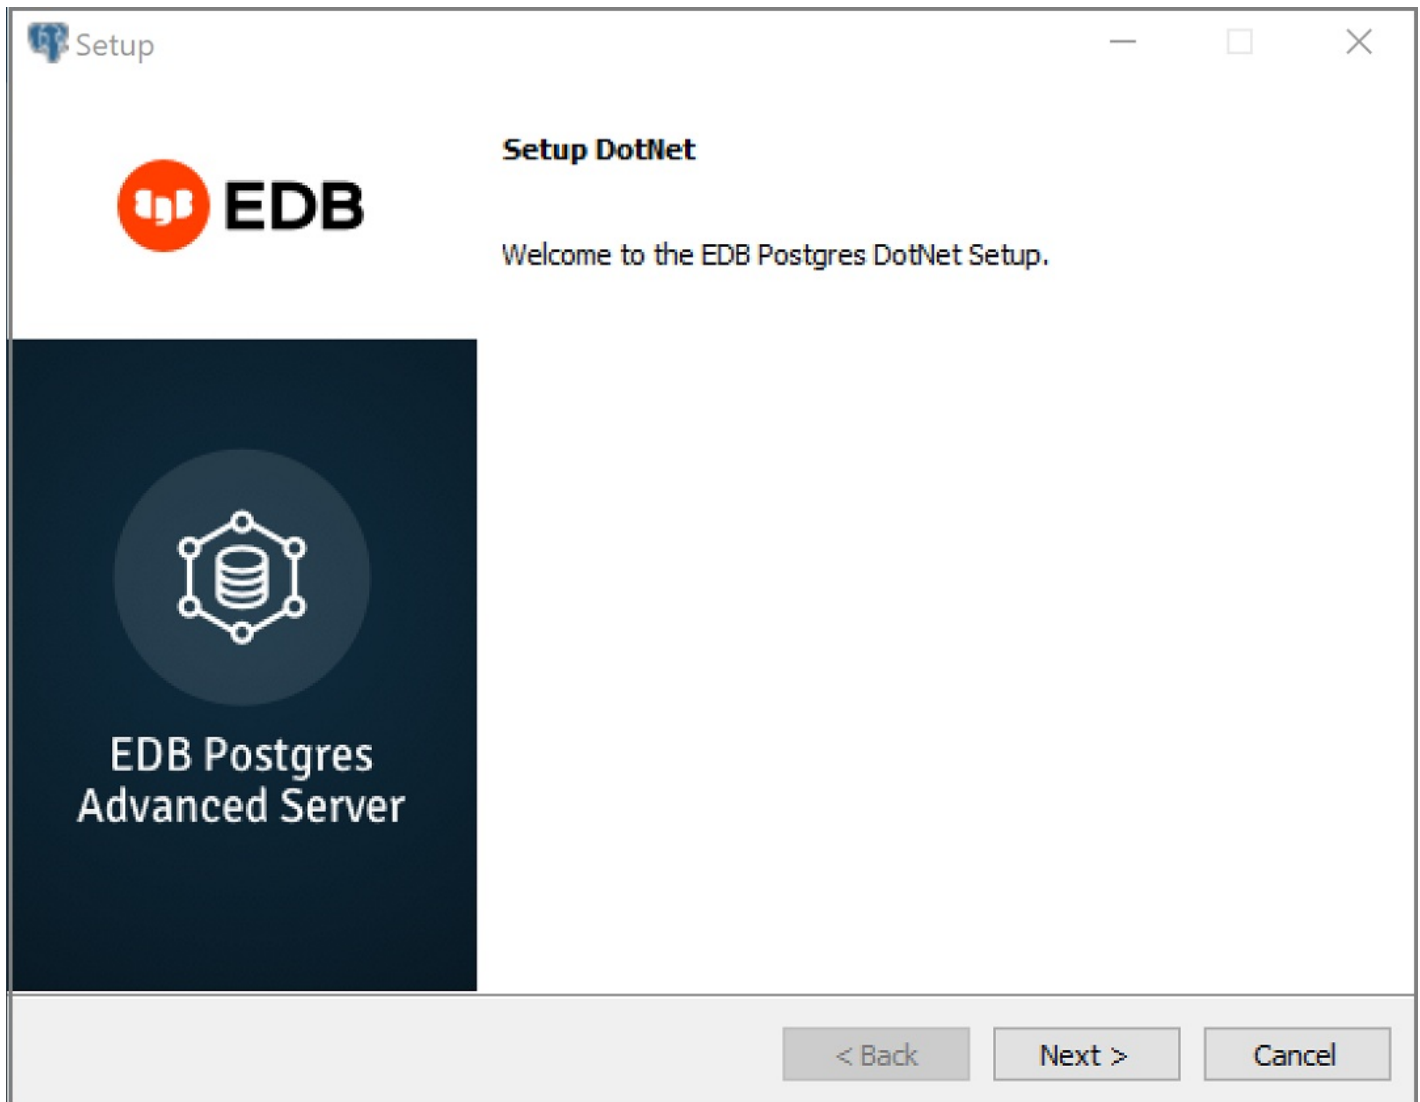 Setup
EDB
Setup DotNet
Welcome to the EDB Postgres DotNet Setup.
EDB Postgres
Advanced Server
< Back
Next >
Cancel